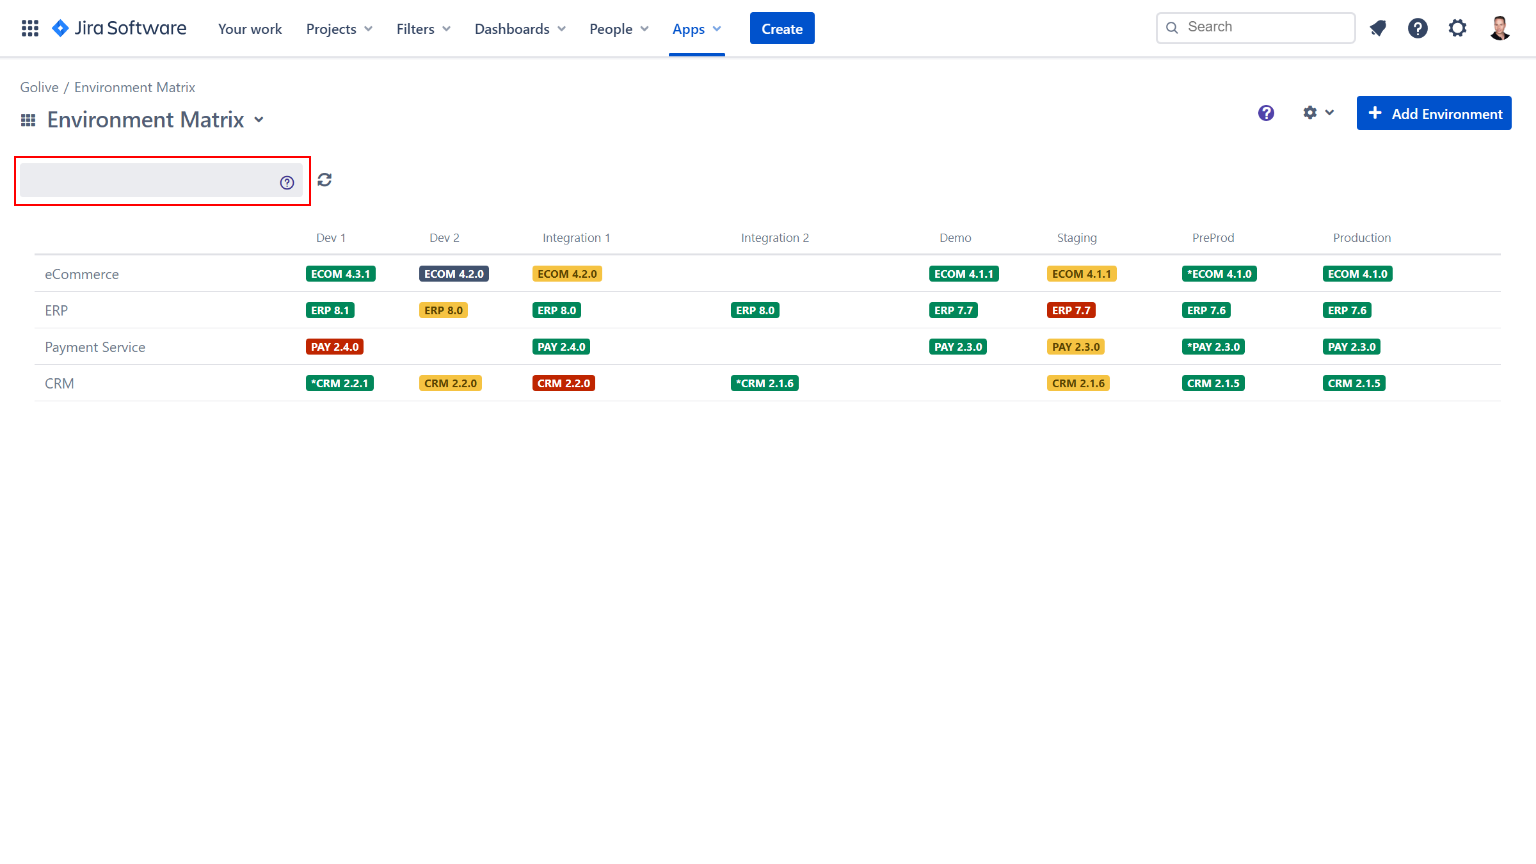 Jira Software Your work Projects Filters Dashboards People Apps Create Search
Golive / Environment Matrix
Environment Matrix
Add Environment
Dev 1 Dev 2 Integration 1 Integration 2 Demo Staging PreProd Production
eCommerce ECOM 4.3.1 ECOM 4.2.0 ECOM 4.2.0 ECOM 4.1.1 ECOM 4.1.1 *ECOM 4.1.0 ECOM 4.1.0
ERP ERP 8.1 ERP 8.0 ERP 8.0 ERP 8.0 ERP 7.7 ERP 7.7 ERP 7.6 ERP 7.6
Payment Service PAY 2.4.0 PAY 2.4.0 PAY 2.3.0 PAY 2.3.0 *PAY 2.3.0 PAY 2.3.0
CRM *CRM 2.2.1 CRM 2.2.0 CRM 2.2.0 *CRM 2.1.6 CRM 2.1.6 CRM 2.1.5 CRM 2.1.5